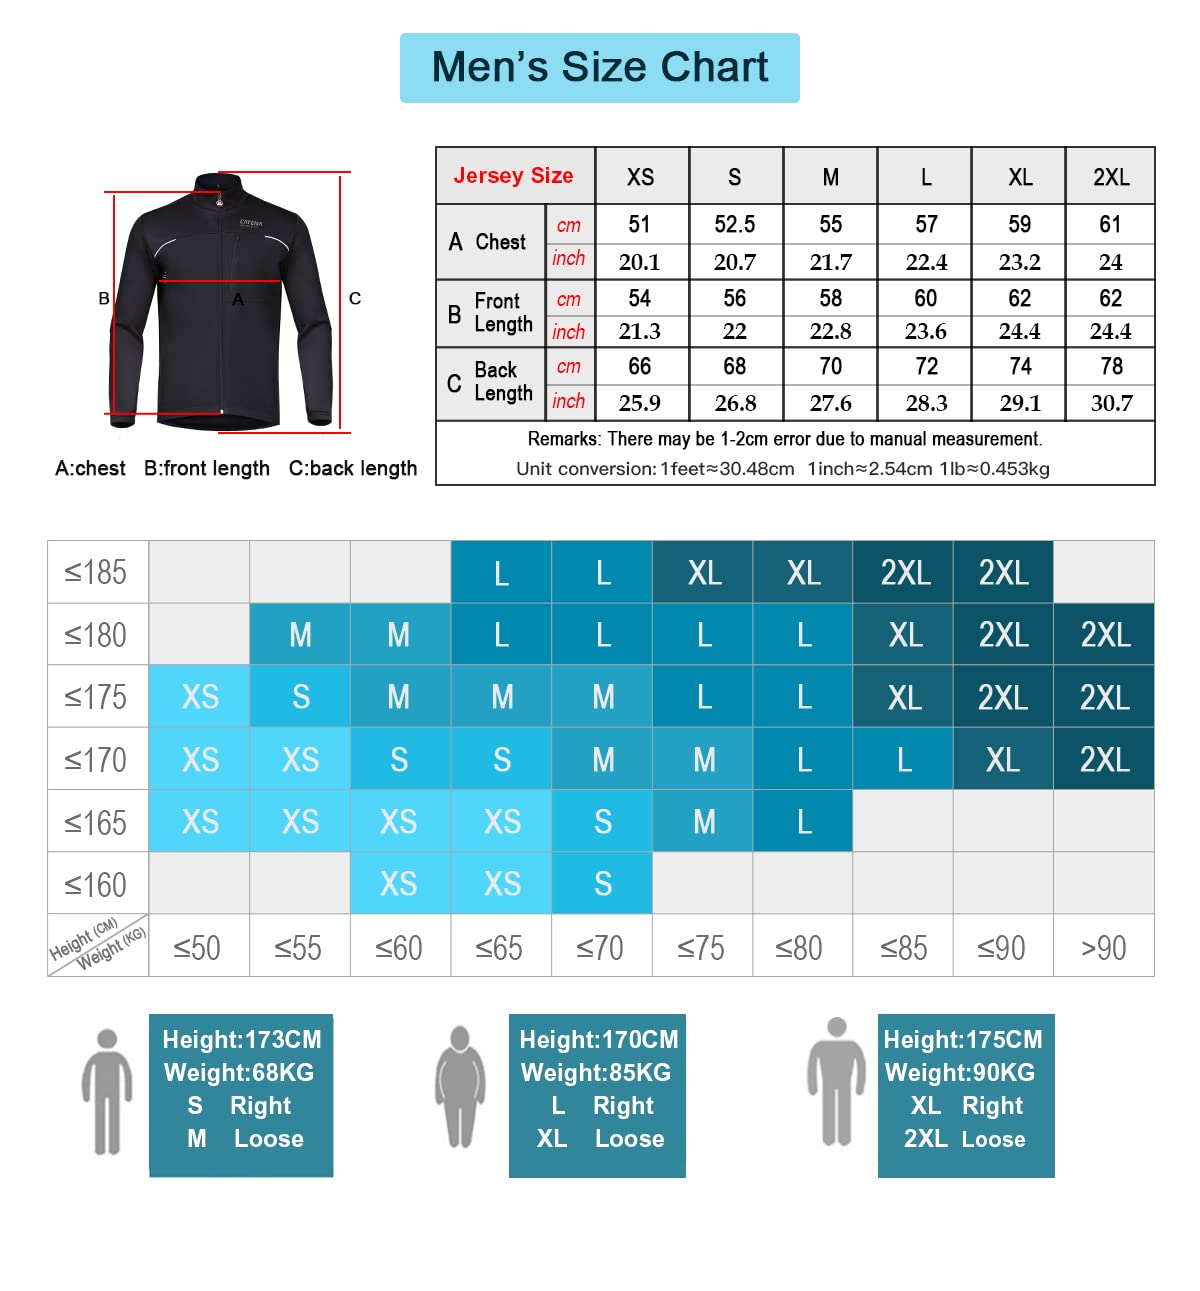 Men's Size Chart
CATENA
B
A
C
A:chest B:front length C:back length
Jersey Size XS S M L XL 2XL
A Chest cm 51 52.5 55 57 59 61
inch 20.1 20.7 21.7 22.4 23.2 24
B Front Length cm 54 56 58 60 62 62
inch 21.3 22 22.8 23.6 24.4 24.4
C Back Length cm 66 68 70 72 74 78
inch 25.9 26.8 27.6 28.3 29.1 30.7
Remarks: There may be 1-2cm error due to manual measurement.
Unit conversion: 1feet≈30.48cm 1inch≈2.54cm 1lb≈0.453kg
≤185 L L XL XL 2XL 2XL
≤180 M M L L L L XL 2XL 2XL
≤175 XS S M M M L L XL 2XL 2XL
≤170 XS XS S S M M L L XL 2XL
≤165 XS XS XS XS S M L
≤160 XS XS S
Height (CM) Weight (KG) ≤50 ≤55 ≤60 ≤65 ≤70 ≤75 ≤80 ≤85 ≤90 >90
Height:173CM
Weight:68KG
S Right
M Loose
Height:170CM
Weight:85KG
L Right
XL Loose
Height:175CM
Weight:90KG
XL Right
2XL Loose